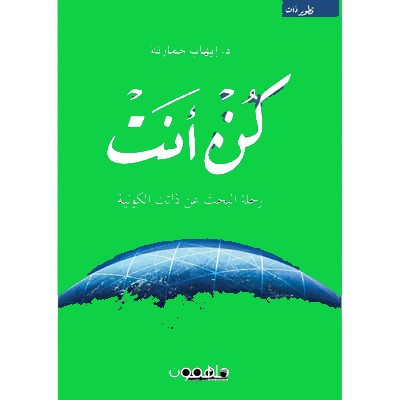 تطوير ذات
د. إيهاب حمارنة
كُنْ أنتَ
رحلة البحث عن ذاتك الكونية
ملهمون